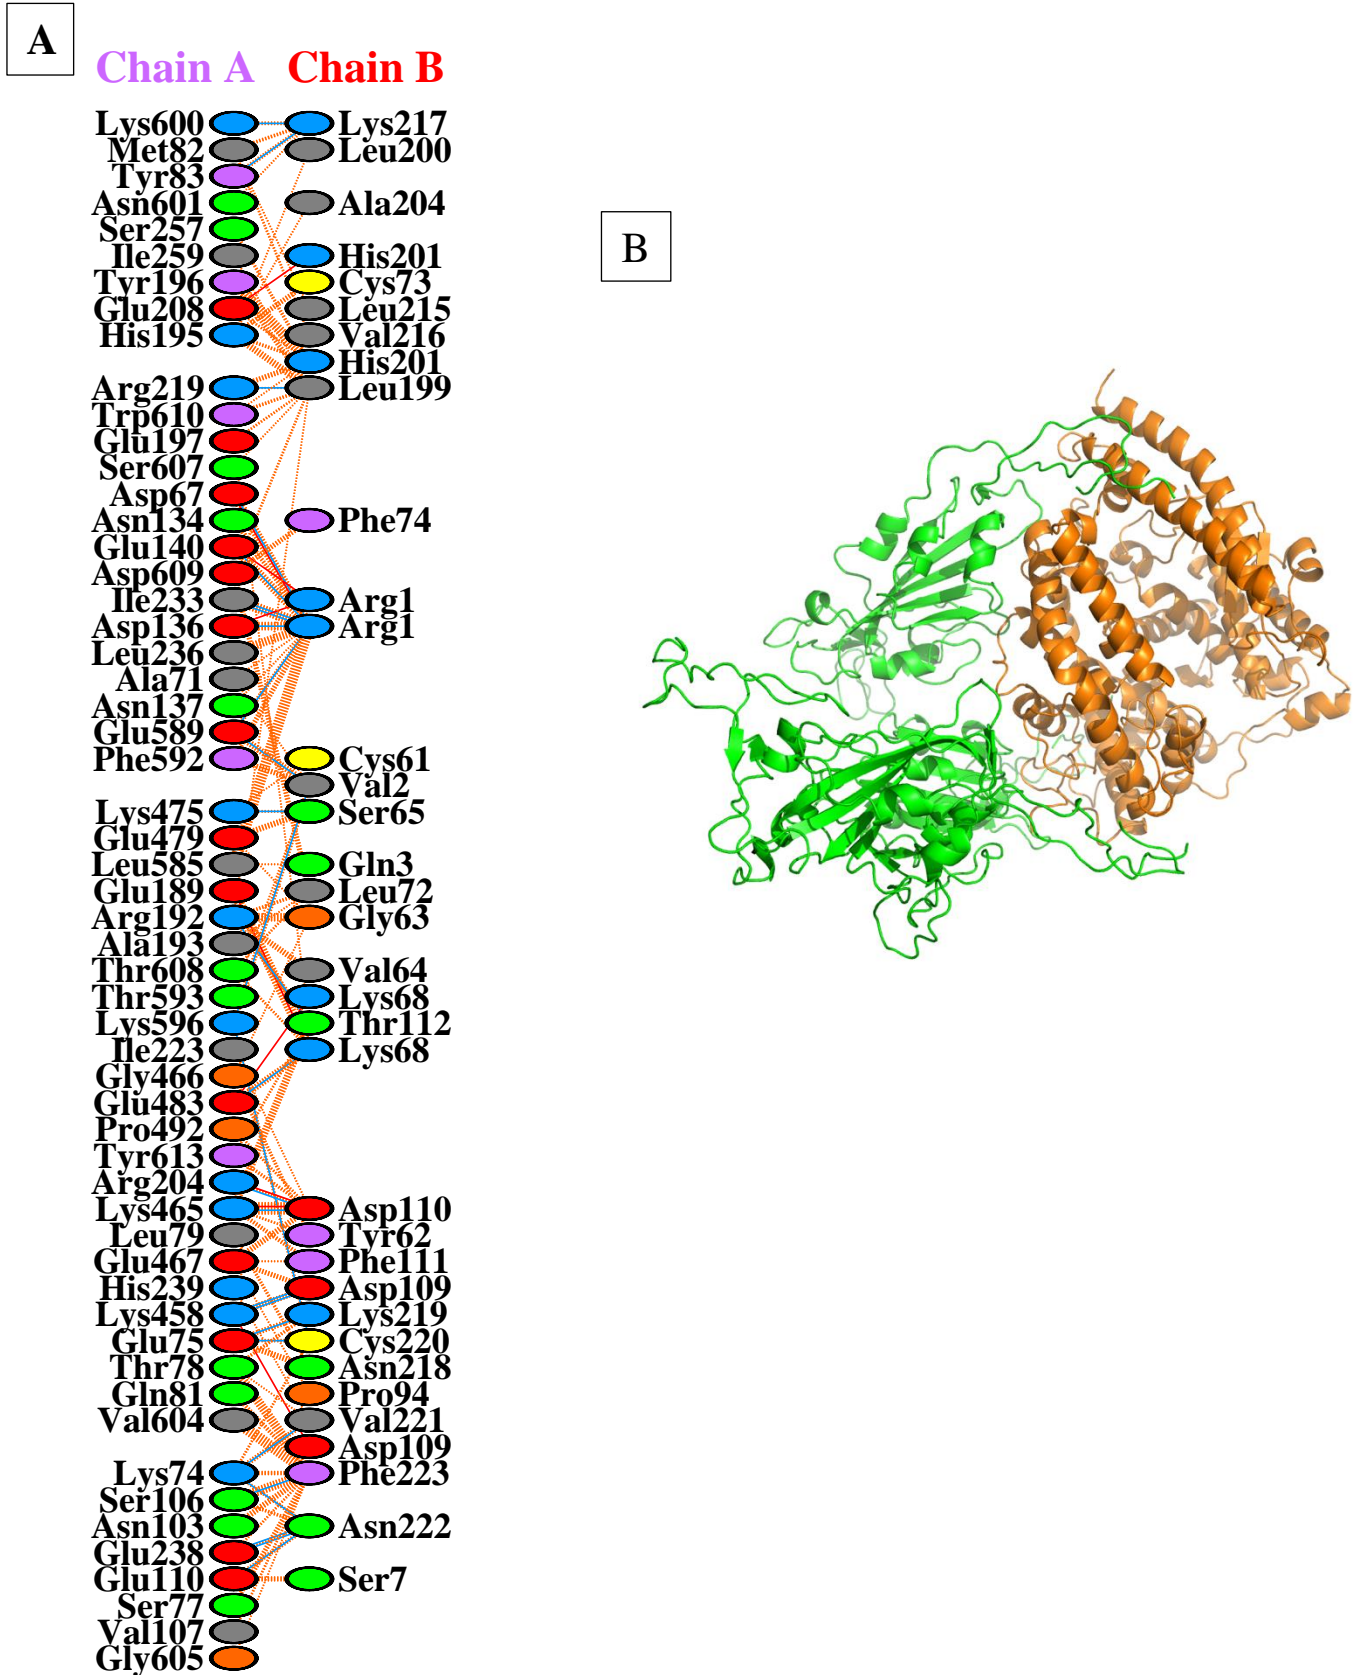 A
Chain A Chain B
Lys600 Lys217
Met82 Leu200
Tyr83
Asn601 Ala204
Ser257
Ile259 His201
Tyr196 Cys73
Glu208 Leu215
His195 Val216
His201
Arg219 Leu199
Trp610
Glu197
Ser607
Asp67
Asn134 Phe74
Glu140
Asp609
Ile233 Arg1
Asp136 Arg1
Leu236
Ala71
Asn137
Glu589
Phe592 Cys61
Val2
Lys475 Ser65
Glu479
Leu585 Gln3
Glu189 Leu72
Arg192 Gly63
Ala193
Thr608 Val64
Thr593 Lys68
Lys596 Thr112
Ile223 Lys68
Gly466
Glu483
Pro492
Tyr613
Arg204
Lys465 Asp110
Leu79 Tyr62
Glu467 Phe111
His239 Asp109
Lys458 Lys219
Glu75 Cys220
Thr78 Asn218
Gln81 Pro94
Val604 Val221
Asp109
Lys74 Phe223
Ser106
Asn103 Asn222
Glu238
Glu110 Ser7
Ser77
Val107
Gly605
B